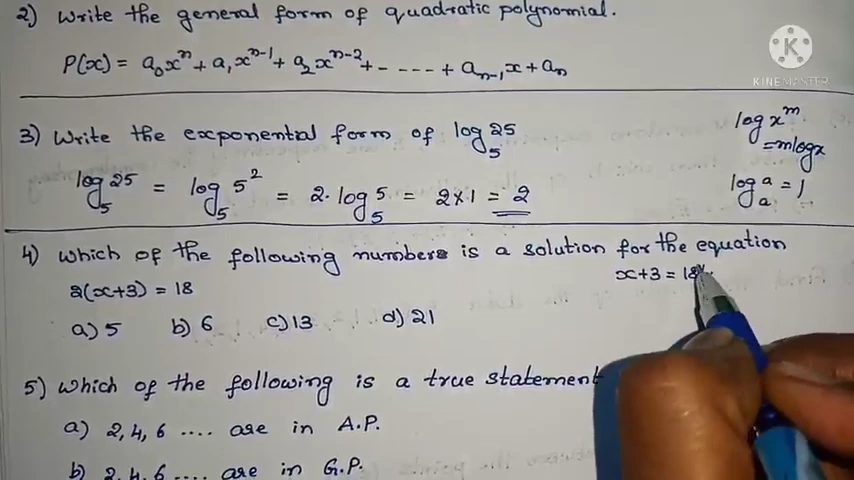 2) Write the general form of quadratic polynomial.
P(x) = a₀xⁿ + a₁xⁿ⁻¹ + a₂xⁿ⁻² + - .... + aₙ₋₁x + aₙ
K
KINEMASTER
3) Write the exponential form of log₅25
log₅25 = log₅5² = 2. log₅5 = 2×1 = 2
log xᵐ
= m log x
logₐa = 1
4) Which of the following numbers is a solution for the equation
2(x+3) = 18
x+3 = 18
a) 5 b) 6 c) 13 d) 21
5) Which of the following is a true statement
a) 2,4,6 .... are in A.P.
b) 2,4,6 .... are in G.P.